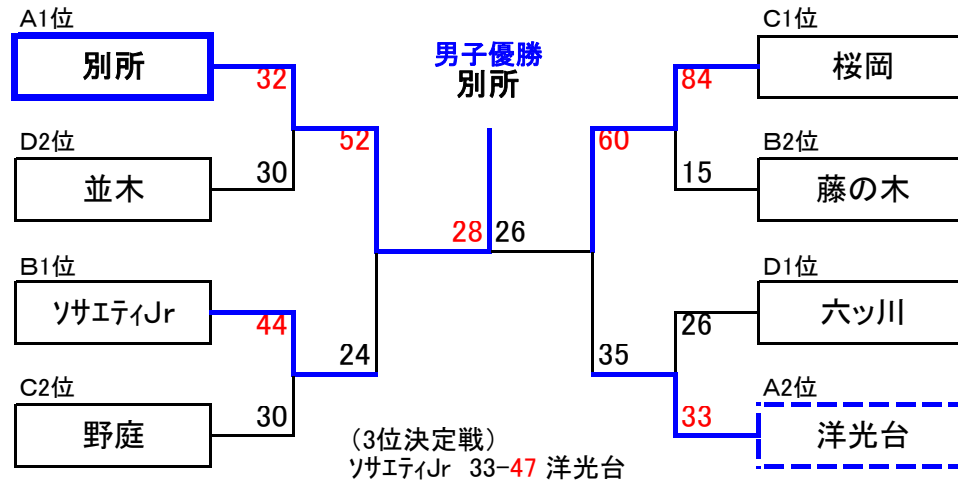 A1位
別所
32
男子優勝
別所
C1位
桜岡
84
52
60
D2位
並木
30
B2位
藤の木
15
28
26
B1位
ソサエティJr
44
D1位
六ッ川
26
24
35
C2位
野庭
30
A2位
洋光台
33
(3位決定戦)
ソサエティJr 33-47 洋光台